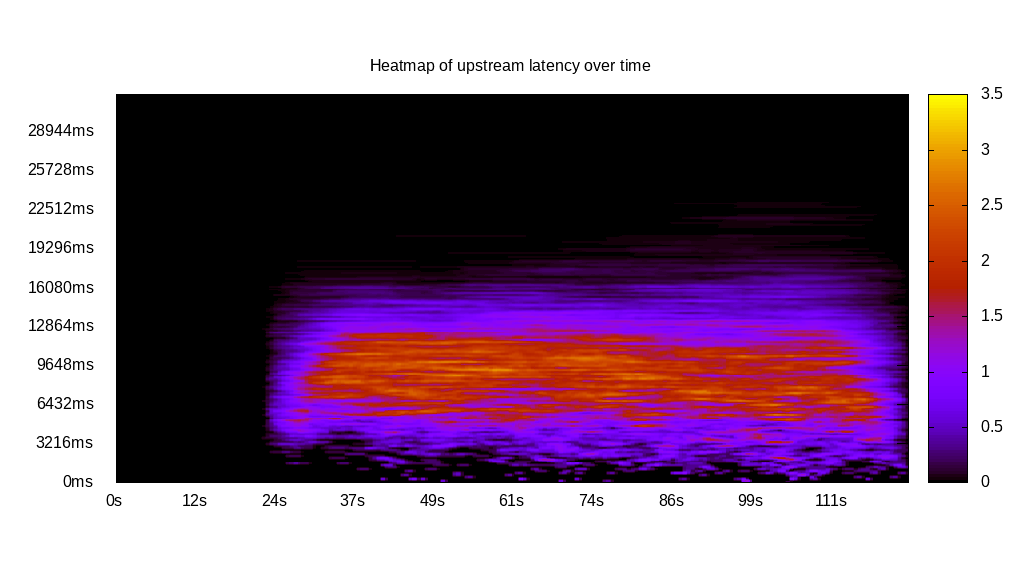 Heatmap of upstream latency over time
28944ms
25728ms
22512ms
19296ms
16080ms
12864ms
9648ms
6432ms
3216ms
0ms
0s 12s 24s 37s 49s 61s 74s 86s 99s 111s
3.5
3
2.5
2
1.5
1
0.5
0